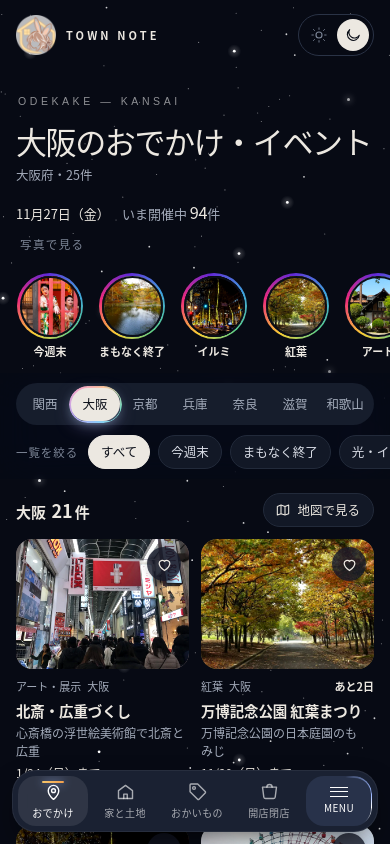 TOWN NOTE
ODEKAKE — KANSAI
大阪のおでかけ・イベント
大阪府・25件
11月27日（金） いま開催中 94件
写真で見る
今週末 まもなく終了 イルミ 紅葉 アート
関西 大阪 京都 兵庫 奈良 滋賀 和歌山
一覧を絞る すべて 今週末 まもなく終了 光・イ
大阪 21件 地図で見る
アート・展示 大阪
北斎・広重づくし
心斎橋の浮世絵美術館で北斎と
広重
紅葉 大阪 あと2日
万博記念公園 紅葉まつり
万博記念公園の日本庭園のも
みじ
おでかけ 家と土地 おかいもの 開店閉店 MENU